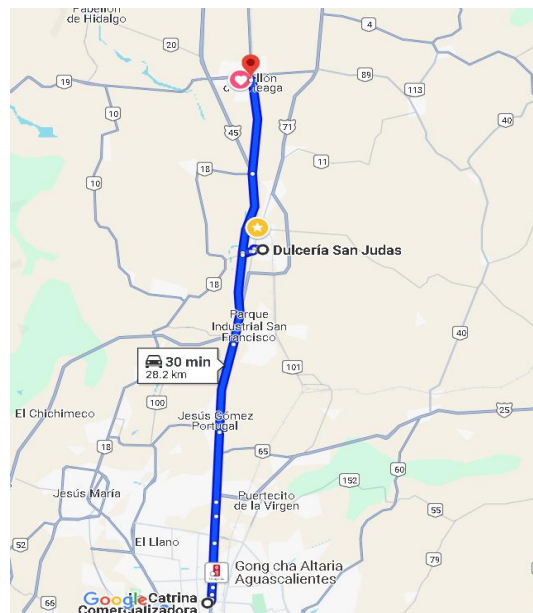 Pabellón
de Hidalgo
20
4
19
89
113
10
45
71
40
18
11
10
Dulcería San Judas
18
Parque
Industrial San
Francisco
40
30 min
28.2 km
101
100
El Chichimeco
Jesús Gómez
Portugal
25
18
65
60
Jesús María
152
Puertecito
de la Virgen
55
El Llano
52
79
Gong cha Altaria
Aguascalientes
66
Google
Catrina
Comercializadora